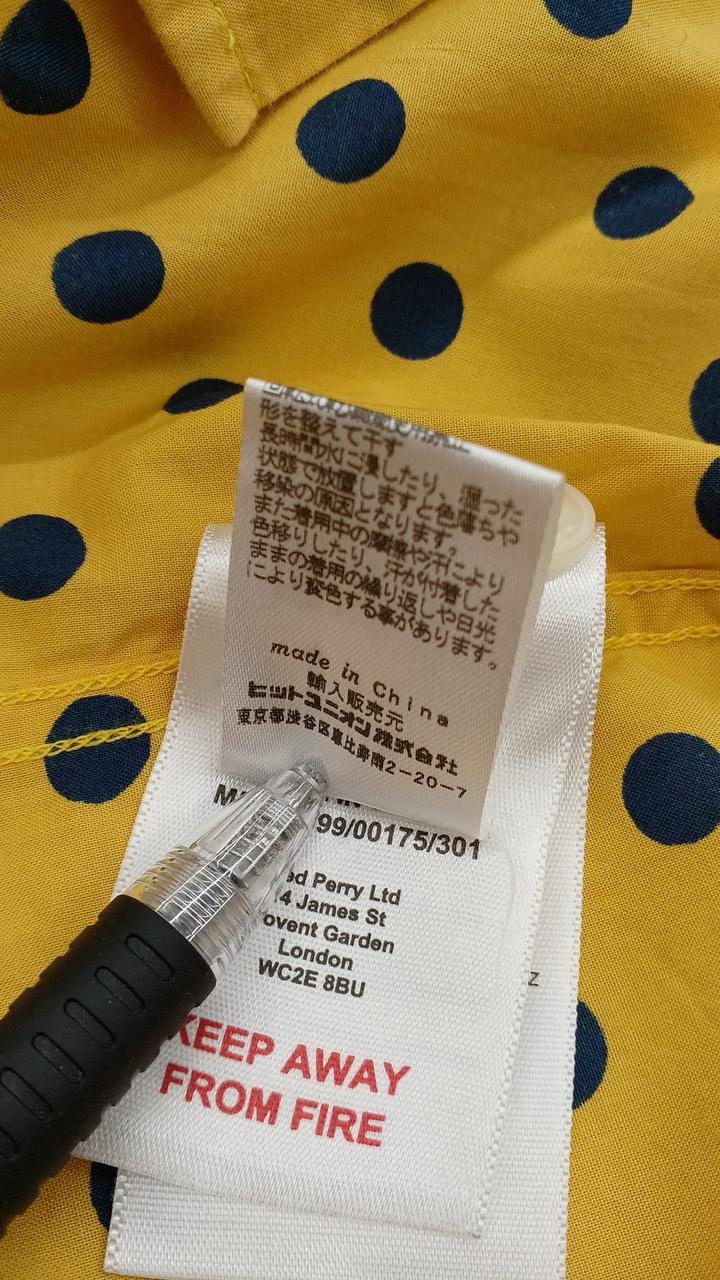 形を整えて干す
長時間水に浸したり、湿った
状態で放置しますと色落ちや
移染の原因となります。
また着用中の摩擦や汗により
色移りしたり、汗が付着した
ままの着用の繰り返しや日光
により変色する事があります。
made in China
輸入販売元
ヒットユニオン株式会社
東京都渋谷区恵比寿南2-20-7
99/00175/301
Perry Ltd
James St
Garden
London
WC2E 8BU
KEEP AWAY
FROM FIRE
Z